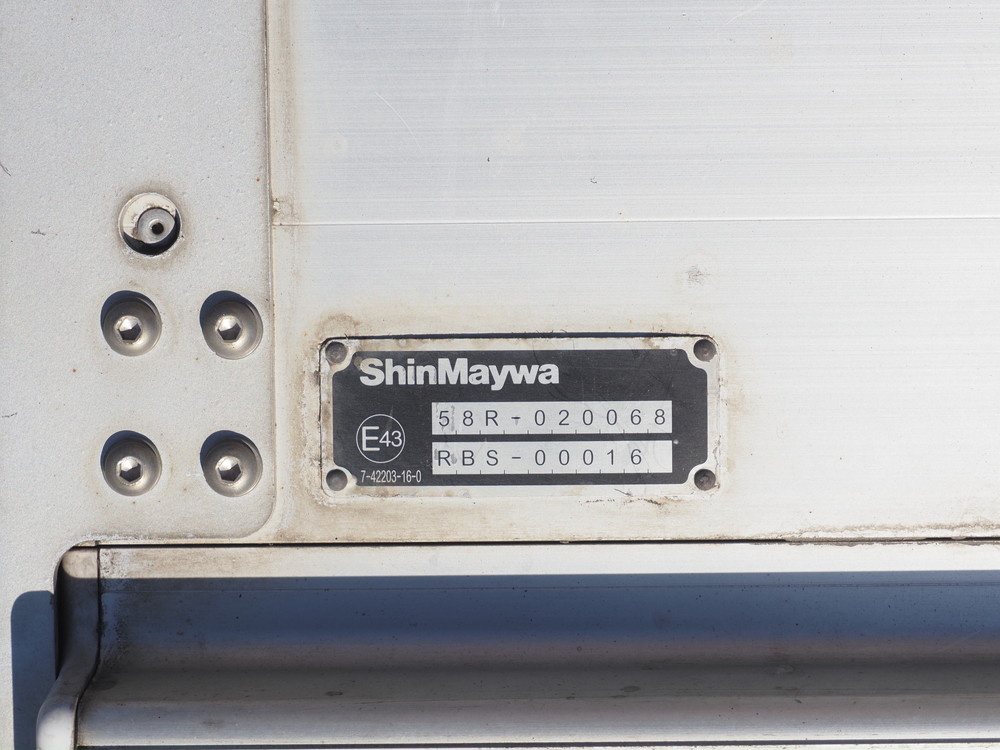 ShinMaywa
58R-020068
E43
RBS-00016
7-42203-16-0